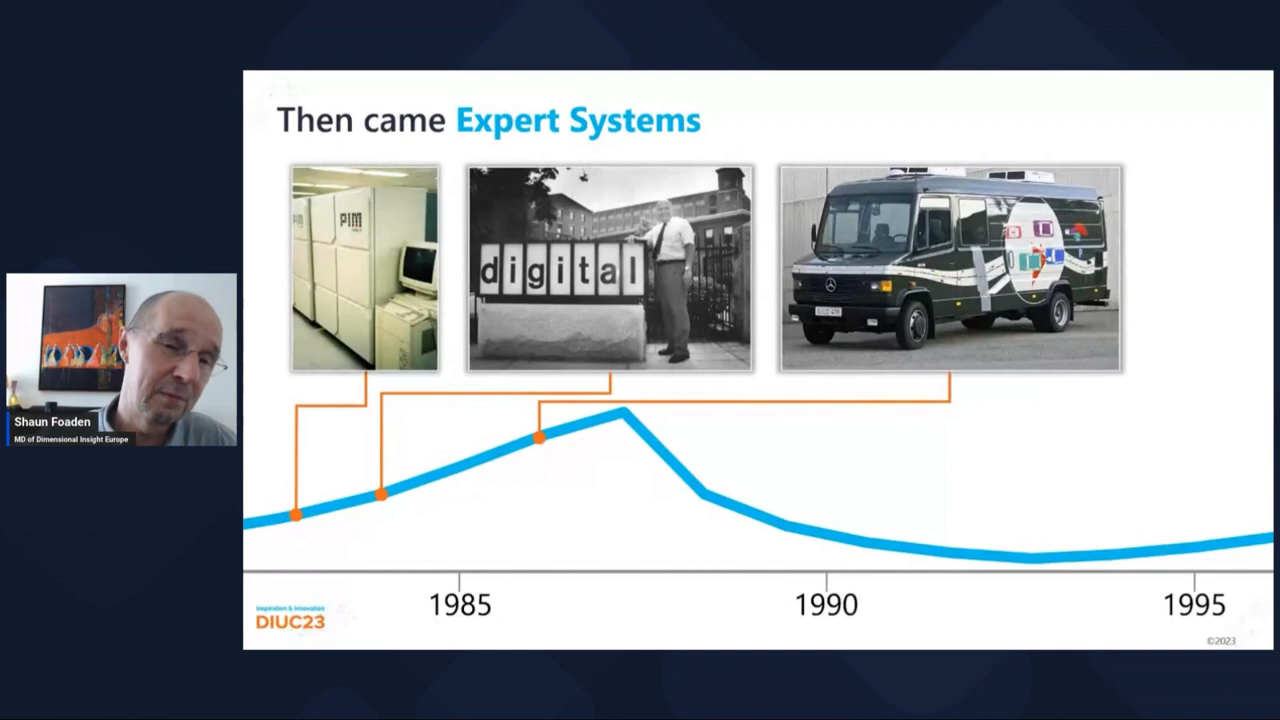 Then came Expert Systems
PIM
digital
Shaun Foaden
MD of Dimensional Insight Europe
1985
1990
1995
Inspiration & Innovation
DIUC23
©2023